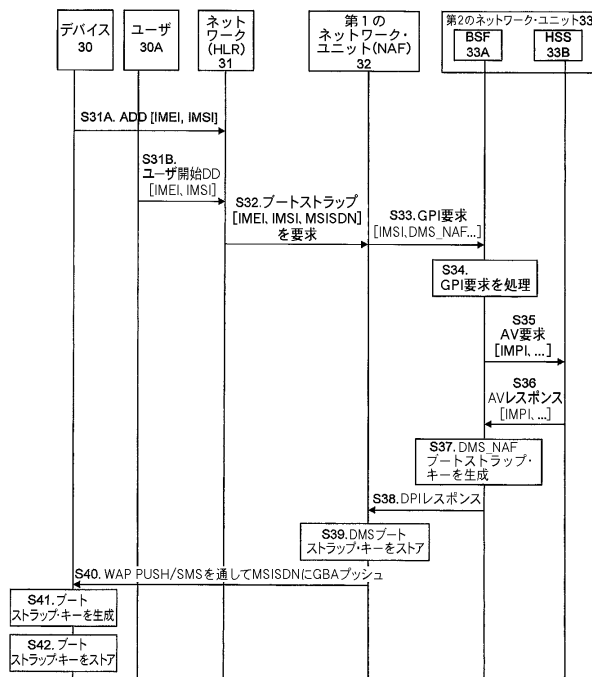 デバイス
30
ユーザ
30A
ネット
ワーク
(HLR)
31
第1の
ネットワーク・
ユニット(NAF)
32
第2のネットワーク・ユニット33
BSF
33A
HSS
33B
S31A. ADD [IMEI, IMSI]
S31B.
ユーザ開始DD
[IMEI, IMSI]
S32.ブートストラップ
[IMEI、IMSI、MSISDN]
を要求
S33.GPI要求
[IMSI,DMS_NAF...]
S34.
GPI要求を処理
S35
AV要求
[IMPI, ...]
S36
AVレスポンス
[IMPI, ...]
S37.DMS_NAF
ブートストラップ・
キーを生成
S38.DPIレスポンス
S39.DMSブート
ストラップ・キーをストア
S40. WAP PUSH/SMSを通してMSISDNにGBAプッシュ
S41.ブート
ストラップ・キーを生成
S42.ブート
ストラップ・キーをストア